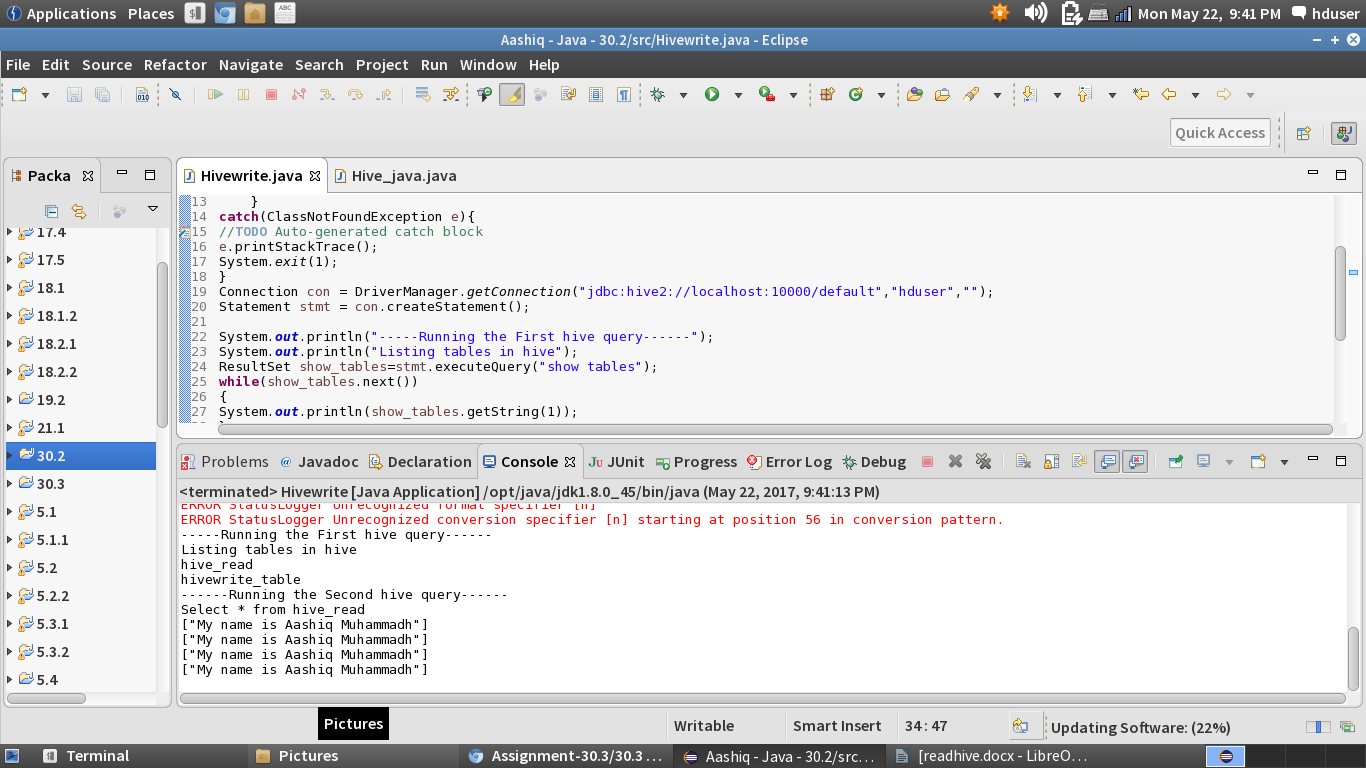 Applications Places ABC Mon May 22, 9:41 PM hduser
Aashiq - Java - 30.2/src/Hivewrite.java - Eclipse
File Edit Source Refactor Navigate Search Project Run Window Help
Quick Access
Packa
17.4
17.5
18.1
18.1.2
18.2.1
18.2.2
19.2
21.1
30.2
30.3
5.1
5.1.1
5.2
5.2.2
5.3.1
5.3.2
5.4
Hivewrite.java Hive_java.java
13 }
14 catch(ClassNotFoundException e){
15 //TODO Auto-generated catch block
16 e.printStackTrace();
17 System.exit(1);
18 }
19 Connection con = DriverManager.getConnection("jdbc:hive2://localhost:10000/default","hduser","");
20 Statement stmt = con.createStatement();
21
22 System.out.println("-----Running the First hive query------");
23 System.out.println("Listing tables in hive");
24 ResultSet show_tables=stmt.executeQuery("show tables");
25 while(show_tables.next())
26 {
27 System.out.println(show_tables.getString(1));
Problems @ Javadoc Declaration Console JUnit Progress Error Log Debug
<terminated> Hivewrite [Java Application] /opt/java/jdk1.8.0_45/bin/java (May 22, 2017, 9:41:13 PM)
ERROR StatusLogger Unrecognized format specifier [n]
ERROR StatusLogger Unrecognized conversion specifier [n] starting at position 56 in conversion pattern.
-----Running the First hive query------
Listing tables in hive
hive_read
hivewrite_table
------Running the Second hive query------
Select * from hive_read
["My name is Aashiq Muhammadh"]
["My name is Aashiq Muhammadh"]
["My name is Aashiq Muhammadh"]
["My name is Aashiq Muhammadh"]
Pictures
Writable Smart Insert 34 : 47 Updating Software: (22%)
Terminal Pictures Assignment-30.3/30.3 ... Aashiq - Java - 30.2/src... [readhive.docx - LibreO...